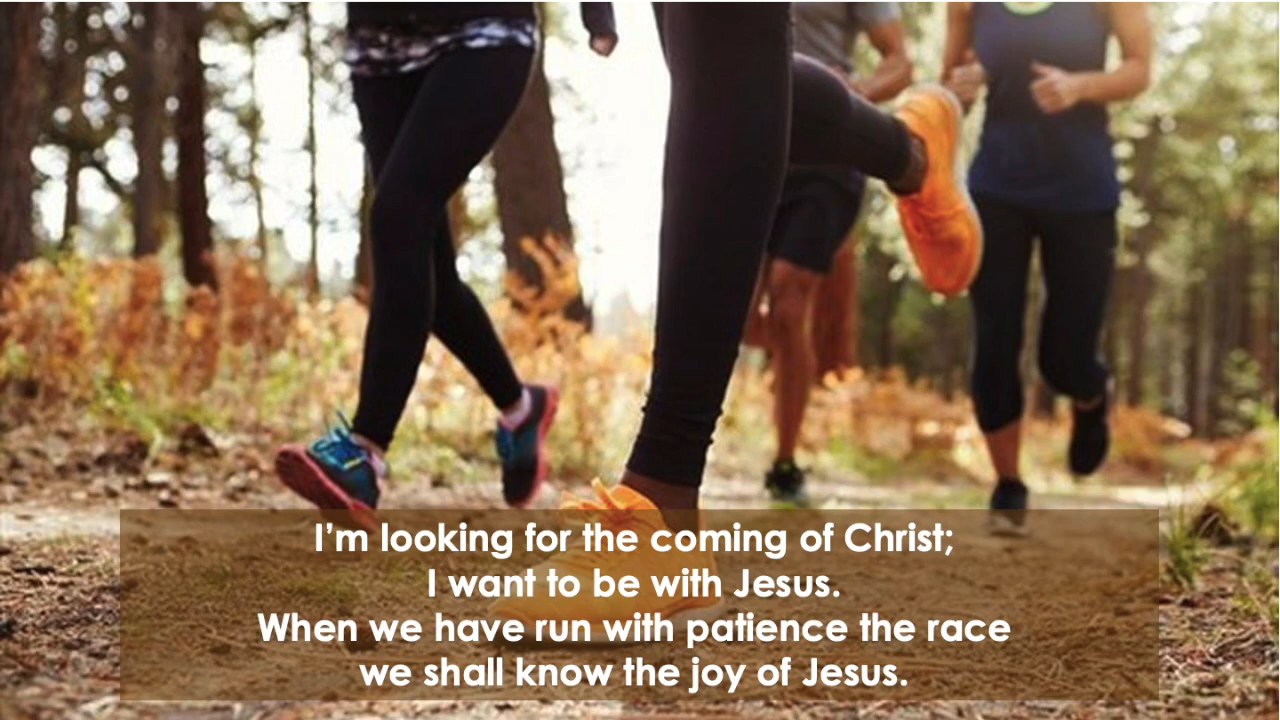 I’m looking for the coming of Christ;
I want to be with Jesus.
When we have run with patience the race
we shall know the joy of Jesus.